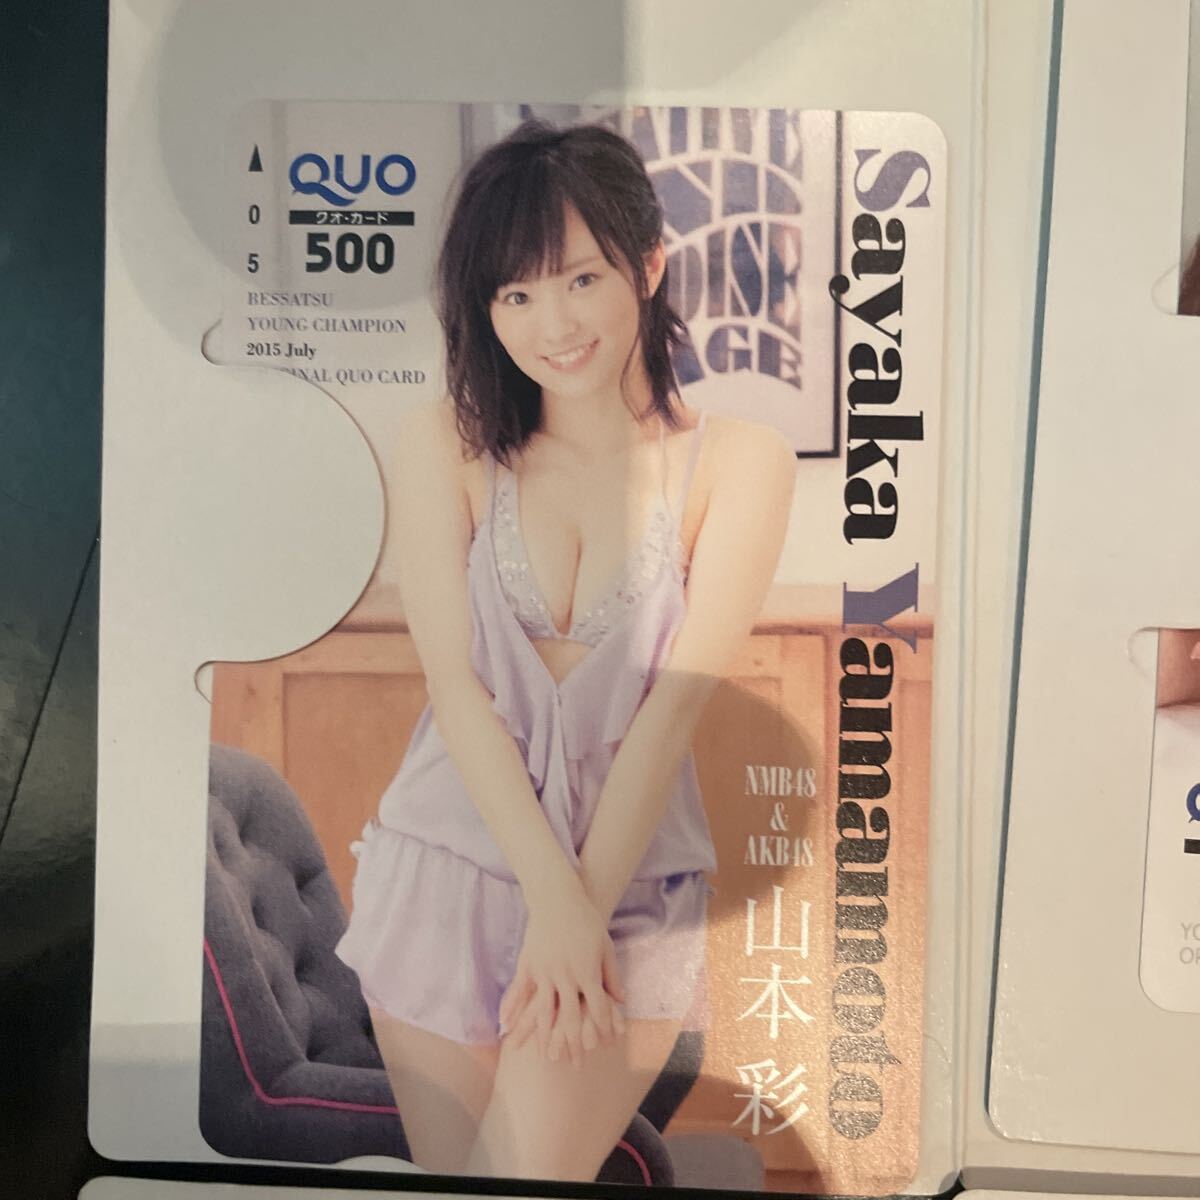 QUO
クオ・カード
500
▲
0
5
BESSATSU
YOUNG CHAMPION
2015 July
QUO CARD
Sayaka Yamamoto
NMB48
&
AKB48
山本 彩